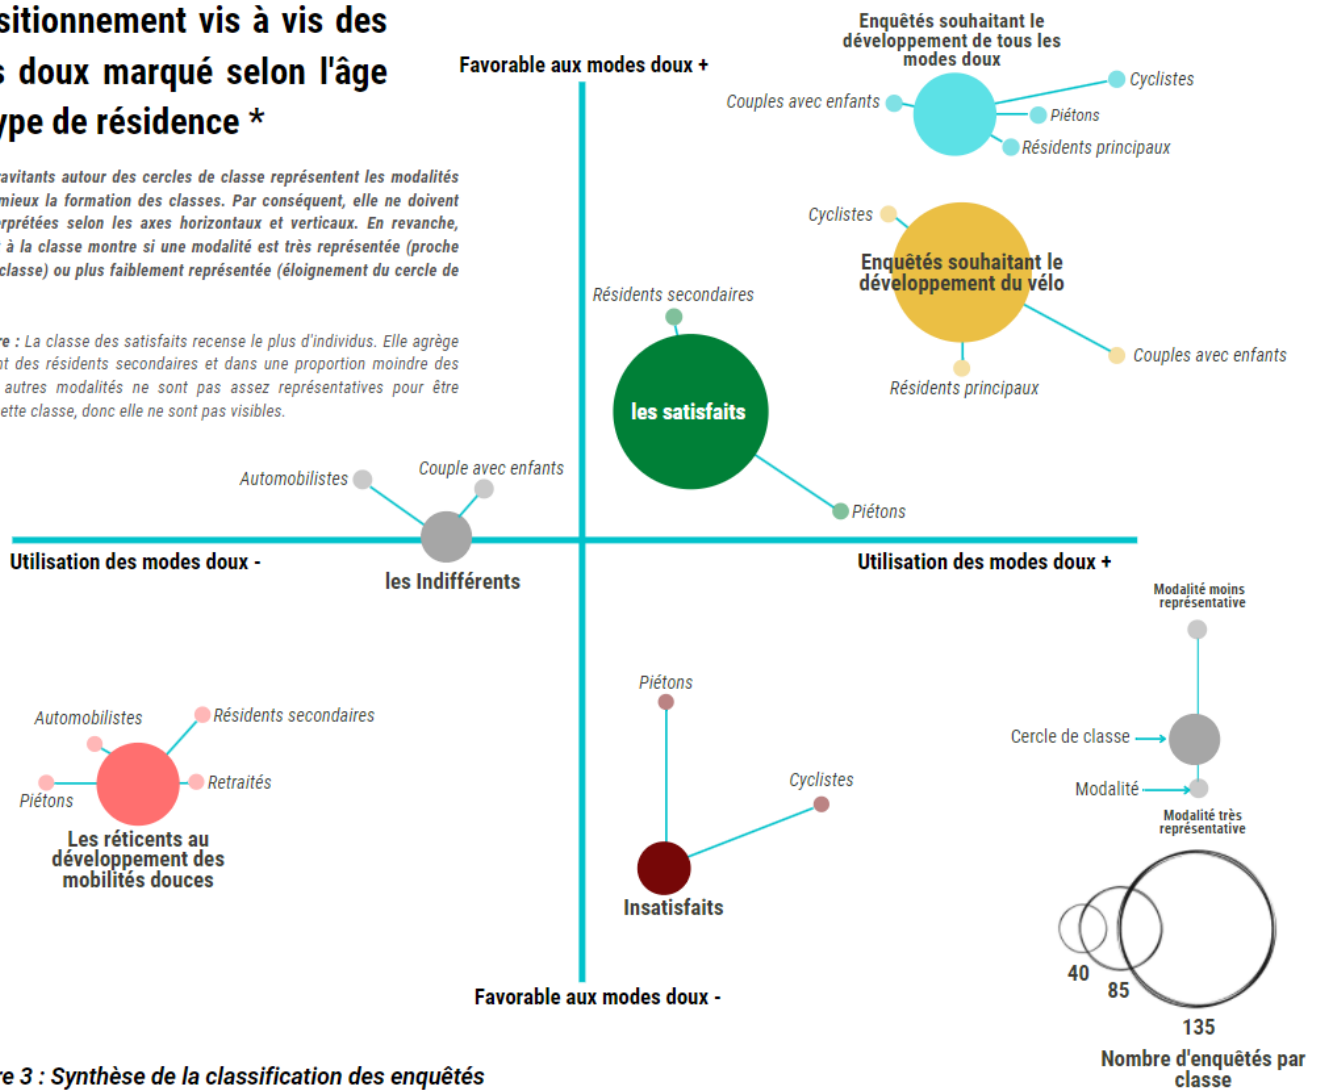 sitionnement vis à vis des
s doux marqué selon l'âge
ype de résidence *
avitants autour des cercles de classe représentent les modalités
mieux la formation des classes. Par conséquent, elle ne doivent
erprétées selon les axes horizontaux et verticaux. En revanche,
à la classe montre si une modalité est très représentée (proche
classe) ou plus faiblement représentée (éloignement du cercle de
re : La classe des satisfaits recense le plus d'individus. Elle agrège
nt des résidents secondaires et dans une proportion moindre des
autres modalités ne sont pas assez représentatives pour être
ette classe, donc elle ne sont pas visibles.
Favorable aux modes doux +
Enquêtés souhaitant le
développement de tous les
modes doux
Couples avec enfants
Cyclistes
Piétons
Résidents principaux
Cyclistes
Enquêtés souhaitant le
développement du vélo
Couples avec enfants
Résidents principaux
Résidents secondaires
les satisfaits
Piétons
Automobilistes
Couple avec enfants
les Indifférents
Utilisation des modes doux -
Utilisation des modes doux +
Automobilistes
Résidents secondaires
Piétons
Retraités
Les réticents au
développement des
mobilités douces
Piétons
Cyclistes
Insatisfaits
Favorable aux modes doux -
Modalité moins
représentative
Cercle de classe
Modalité
Modalité très
représentative
40
85
135
Nombre d'enquêtés par
classe
re 3 : Synthèse de la classification des enquêtés